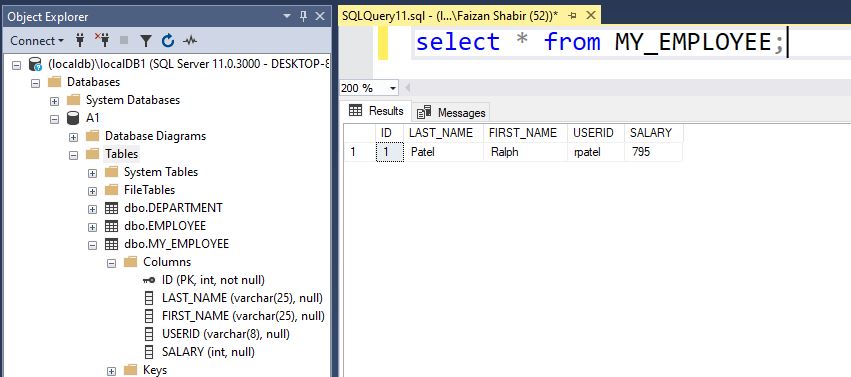 Object Explorer
Connect
(localdb)\localDB1 (SQL Server 11.0.3000 - DESKTOP-8
Databases
System Databases
A1
Database Diagrams
Tables
System Tables
FileTables
dbo.DEPARTMENT
dbo.EMPLOYEE
dbo.MY_EMPLOYEE
Columns
ID (PK, int, not null)
LAST_NAME (varchar(25), null)
FIRST_NAME (varchar(25), null)
USERID (varchar(8), null)
SALARY (int, null)
Keys
SQLQuery11.sql - (l...\Faizan Shabir (52))*
select * from MY_EMPLOYEE;
200 %
Results Messages
ID LAST_NAME FIRST_NAME USERID SALARY
1 1 Patel Ralph rpatel 795